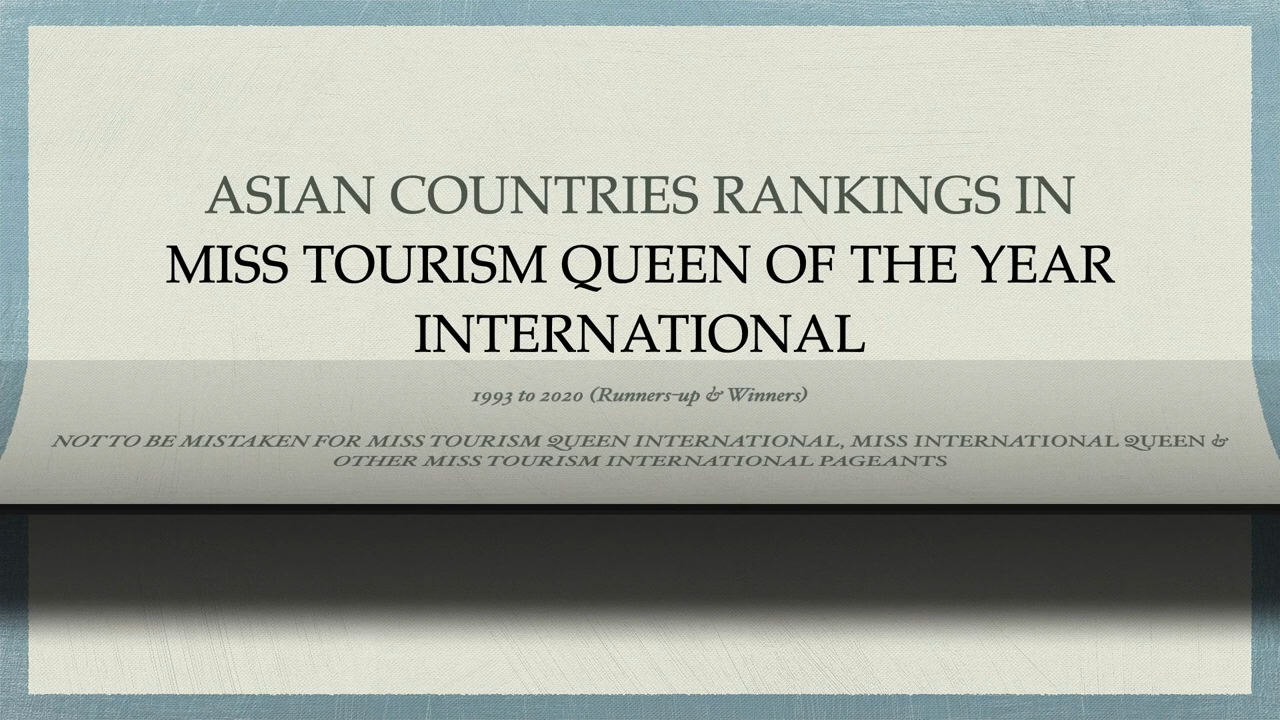 ASIAN COUNTRIES RANKINGS IN
MISS TOURISM QUEEN OF THE YEAR
INTERNATIONAL
1993 to 2020 (Runners-up & Winners)
NOT TO BE MISTAKEN FOR MISS TOURISM QUEEN INTERNATIONAL, MISS INTERNATIONAL QUEEN &
OTHER MISS TOURISM INTERNATIONAL PAGEANTS